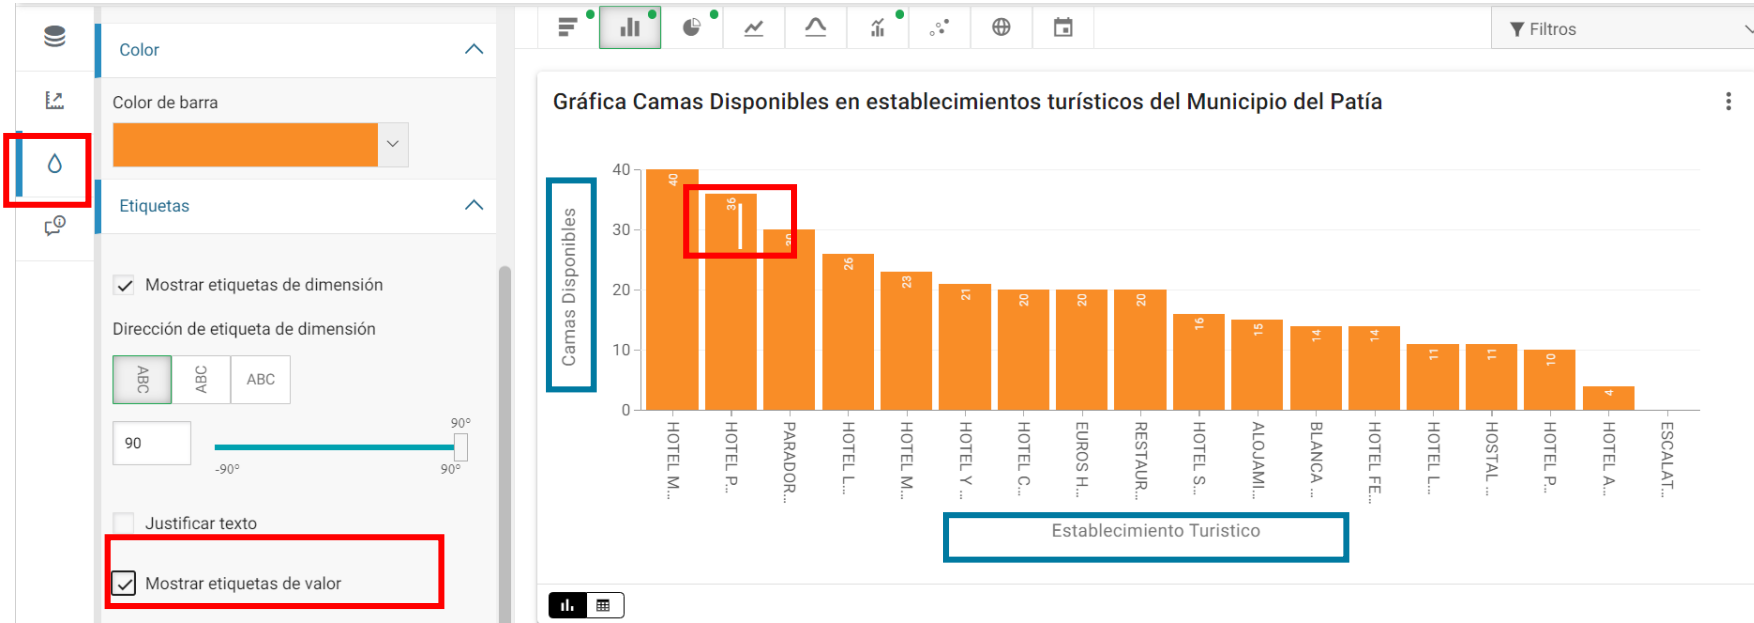 Color
Color de barra
Etiquetas
Mostrar etiquetas de dimensión
Dirección de etiqueta de dimensión
ABC ABC ABC
90
90°
-90° 90°
Justificar texto
Mostrar etiquetas de valor
Filtros
Gráfica Camas Disponibles en establecimientos turísticos del Municipio del Patía
Camas Disponibles
40
30
20
10
0
40 36 30 26 23 21 20 20 20 16 15 14 14 11 11 10 4
HOTEL M...
HOTEL P...
PARADOR...
HOTEL L...
HOTEL M...
HOTEL Y ...
HOTEL C...
EUROS H...
RESTAUR...
HOTEL S...
ALOJAMI...
BLANCA ...
HOTEL FE...
HOTEL L...
HOSTAL ...
HOTEL P...
HOTEL A...
ESCALAT...
Establecimiento Turistico